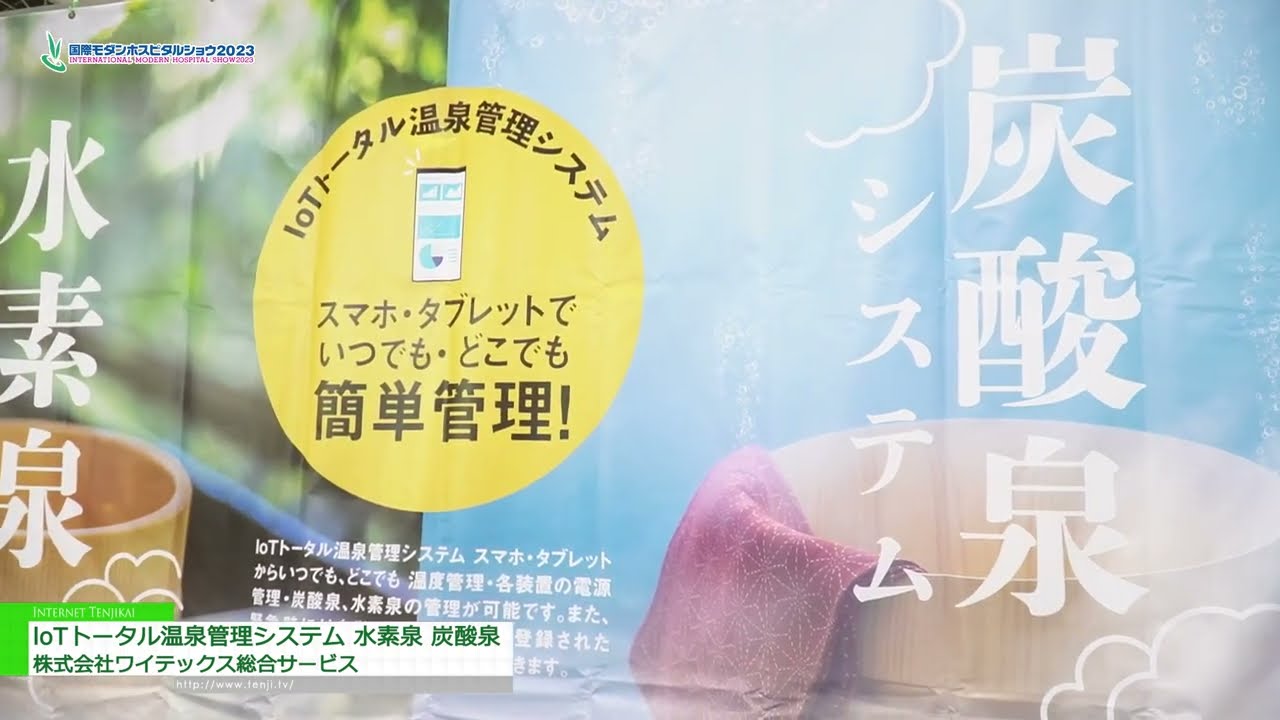 国際モダンホスピタルショウ2023
INTERNATIONAL MODERN HOSPITAL SHOW2023
水素泉
IoTトータル温泉管理システム
スマホ・タブレットで
いつでも・どこでも
簡単管理!
炭酸泉
システム
IoTトータル温泉管理システム スマホ・タブレット
からいつでも、どこでも 温度管理・各装置の電源
管理・炭酸泉、水素泉の管理が可能です。また、
登録された
きます。
INTERNET TENJIKAI
IoTトータル温泉管理システム 水素泉 炭酸泉
株式会社ワイテックス総合サービス
http://www.tenji.tv/